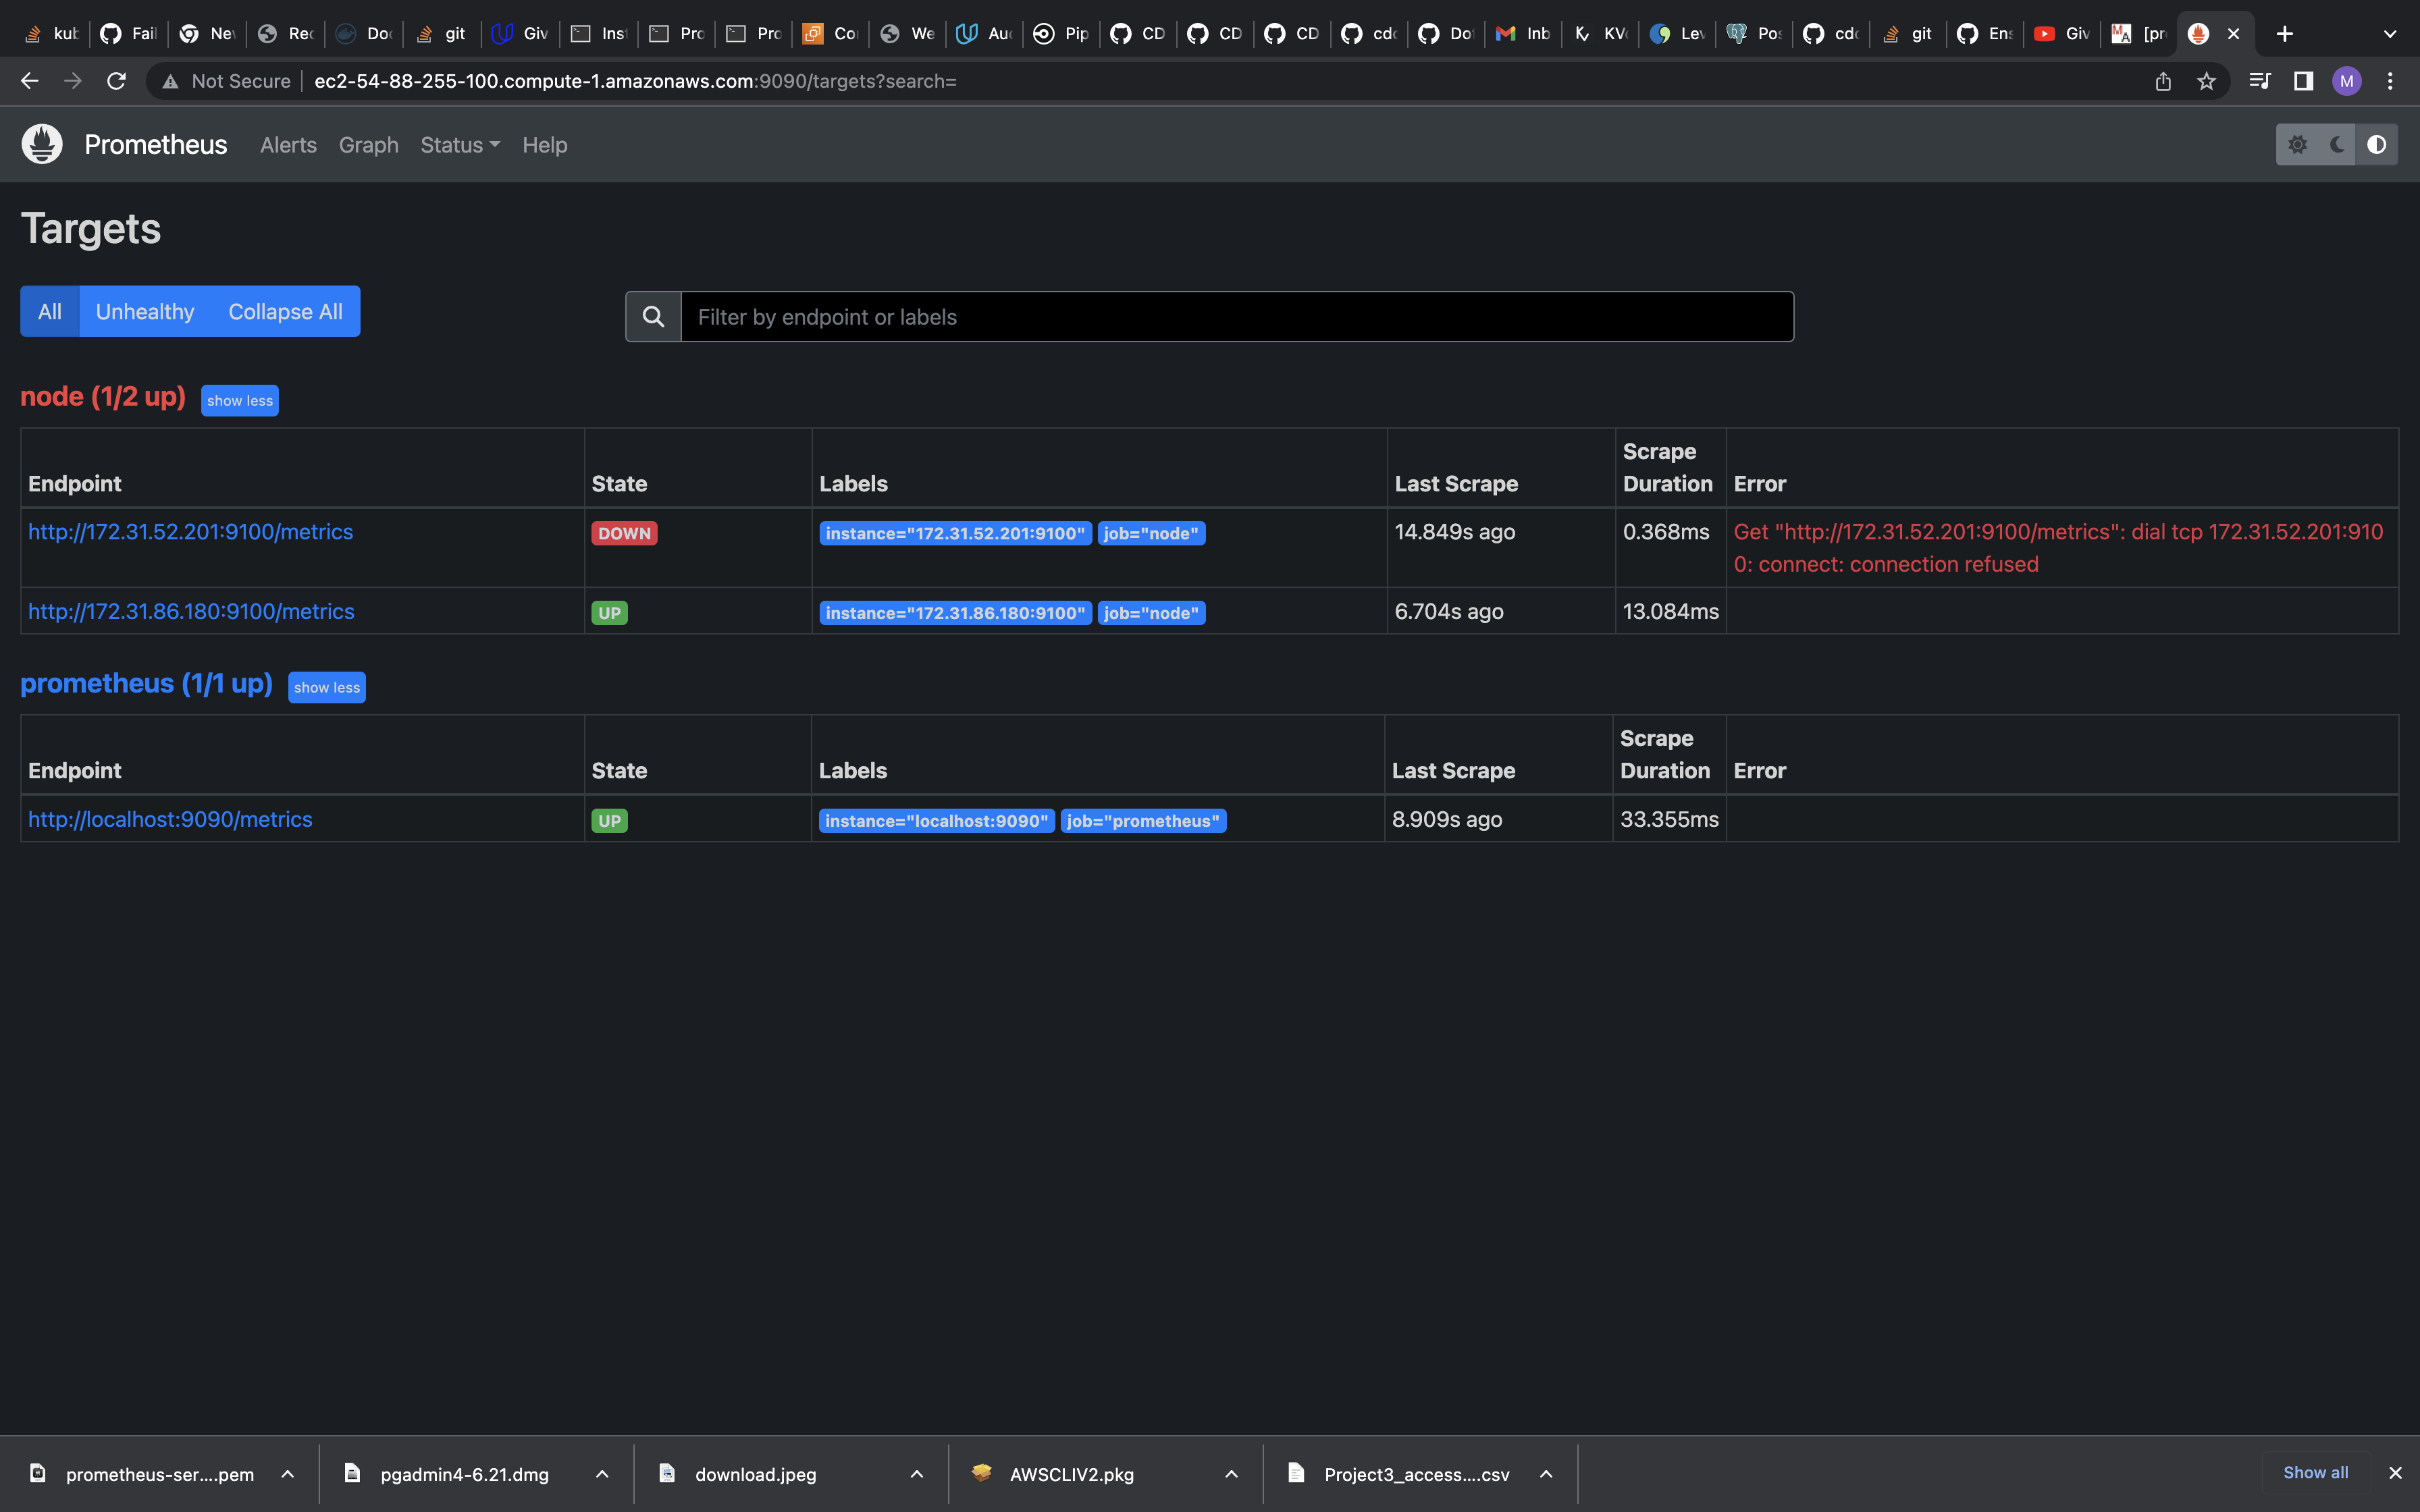 kub Fail Nev Rec Doc git Giv Inst Pro Pro Co We Au Pip CD CD CD cdc Dot Inb KV Lev Pos cdc git Ens Giv [pr
Not Secure ec2-54-88-255-100.compute-1.amazonaws.com:9090/targets?search= M
Prometheus Alerts Graph Status Help
Targets
All Unhealthy Collapse All Filter by endpoint or labels
node (1/2 up) show less
Endpoint State Labels Last Scrape Scrape Duration Error
http://172.31.52.201:9100/metrics DOWN instance="172.31.52.201:9100" job="node" 14.849s ago 0.368ms Get "http://172.31.52.201:9100/metrics": dial tcp 172.31.52.201:910
0: connect: connection refused
http://172.31.86.180:9100/metrics UP instance="172.31.86.180:9100" job="node" 6.704s ago 13.084ms
prometheus (1/1 up) show less
Endpoint State Labels Last Scrape Scrape Duration Error
http://localhost:9090/metrics UP instance="localhost:9090" job="prometheus" 8.909s ago 33.355ms
prometheus-ser....pem pgadmin4-6.21.dmg download.jpeg AWSCLIV2.pkg Project3_access....csv Show all